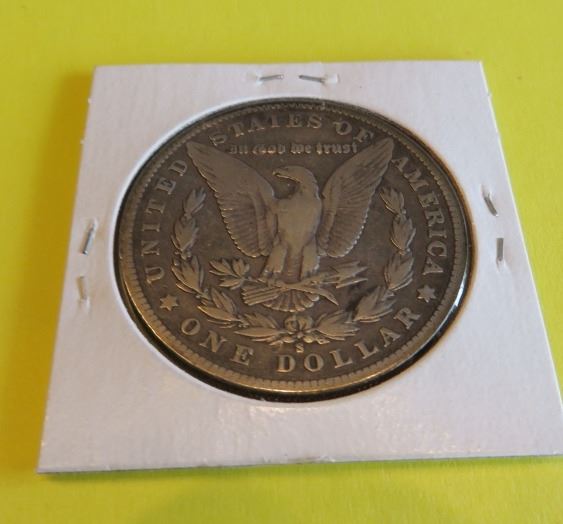 UNITED STATES OF AMERICA
In God we trust
S
ONE DOLLAR